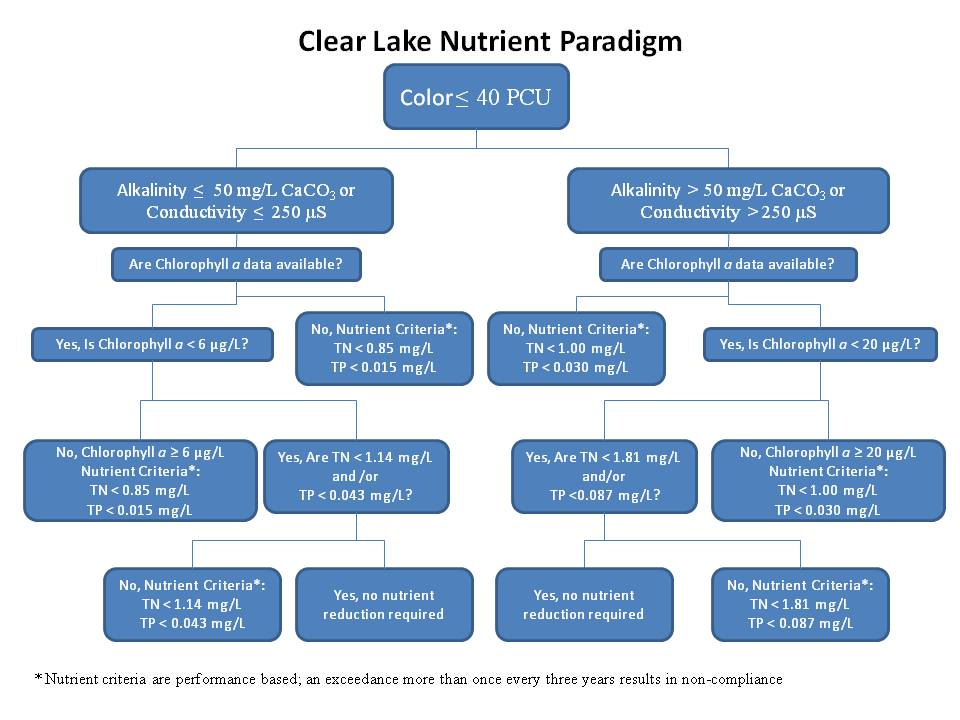 Clear Lake Nutrient Paradigm
Color ≤ 40 PCU
Alkalinity ≤ 50 mg/L CaCO₃ or
Conductivity ≤ 250 µS
Alkalinity > 50 mg/L CaCO₃ or
Conductivity > 250 µS
Are Chlorophyll a data available?
Are Chlorophyll a data available?
Yes, Is Chlorophyll a < 6 µg/L?
No, Nutrient Criteria*:
TN < 0.85 mg/L
TP < 0.015 mg/L
No, Nutrient Criteria*:
TN < 1.00 mg/L
TP < 0.030 mg/L
Yes, Is Chlorophyll a < 20 µg/L?
No, Chlorophyll a ≥ 6 µg/L
Nutrient Criteria*:
TN < 0.85 mg/L
TP < 0.015 mg/L
Yes, Are TN < 1.14 mg/L
and /or
TP < 0.043 mg/L?
Yes, Are TN < 1.81 mg/L
and/or
TP <0.087 mg/L?
No, Chlorophyll a ≥ 20 µg/L
Nutrient Criteria*:
TN < 1.00 mg/L
TP < 0.030 mg/L
No, Nutrient Criteria*:
TN < 1.14 mg/L
TP < 0.043 mg/L
Yes, no nutrient
reduction required
Yes, no nutrient
reduction required
No, Nutrient Criteria*:
TN < 1.81 mg/L
TP < 0.087 mg/L
* Nutrient criteria are performance based; an exceedance more than once every three years results in non-compliance